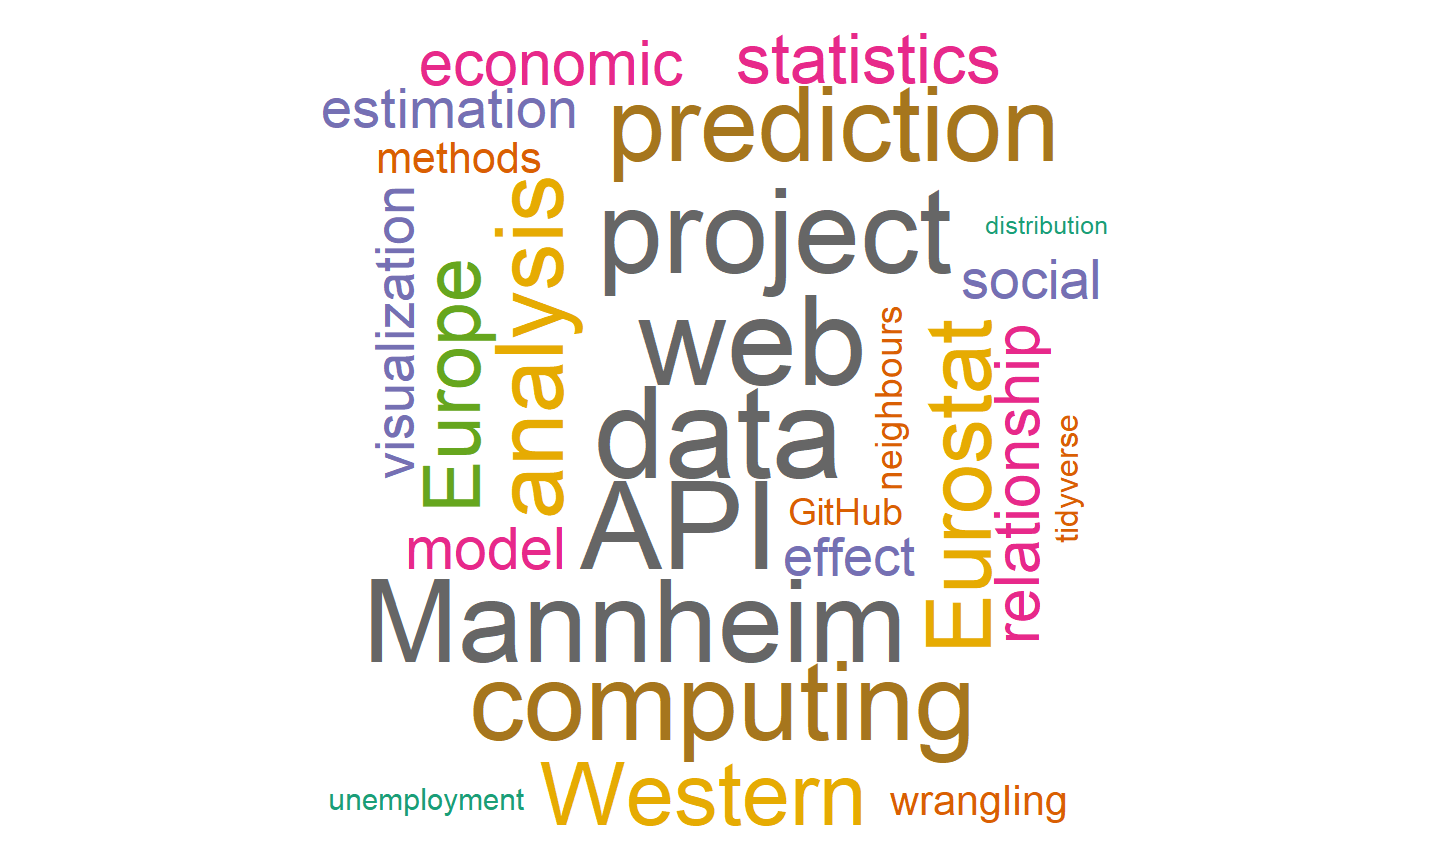 economic
statistics
estimation
prediction
methods
visualization
Europe
analysis
project
distribution
social
web
neighbours
Eurostat
relationship
tidyverse
data
API
GitHub
model
effect
Mannheim
computing
unemployment
Western
wrangling